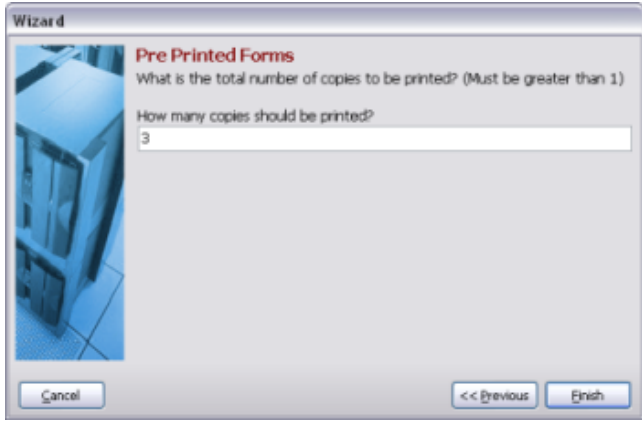 Wizard
Pre Printed Forms
What is the total number of copies to be printed? (Must be greater than 1)
How many copies should be printed?
3
Cancel
<< Previous
Finish